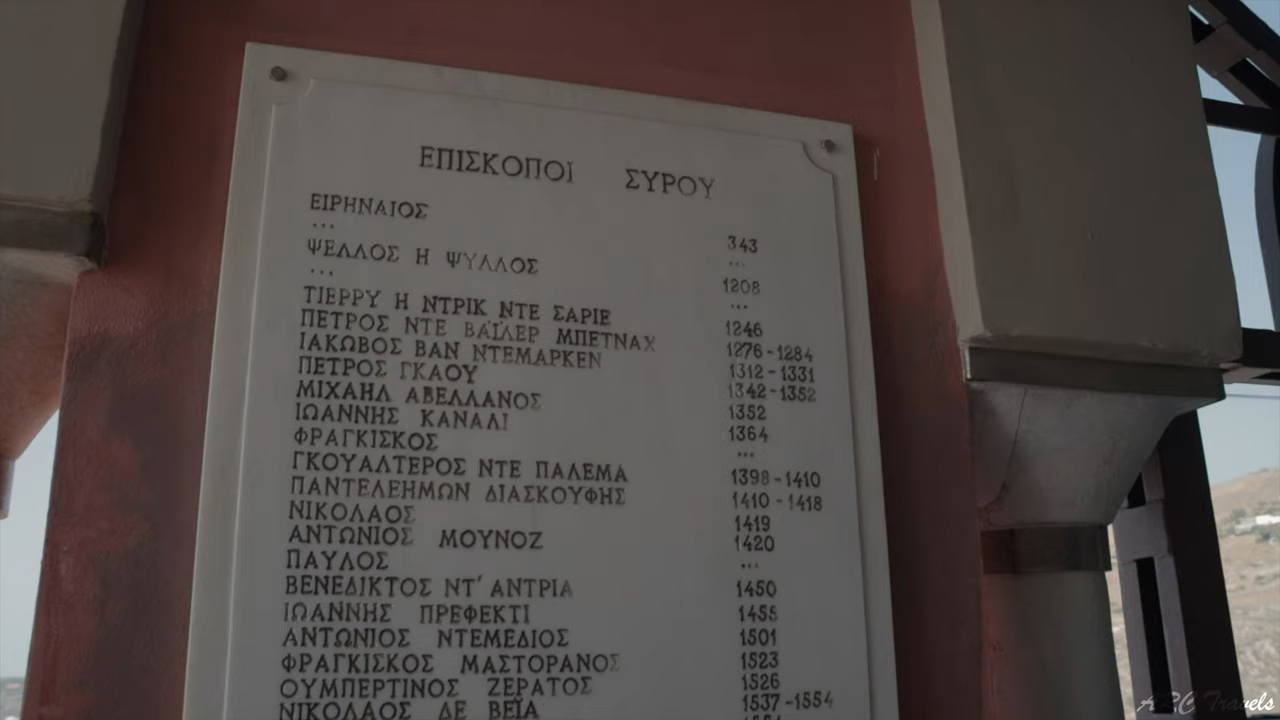 ΕΠΙΣΚΟΠΟΙ ΣΥΡΟΥ
ΕΙΡΗΝΑΙΟΣ 343
... ...
ΨΕΛΛΟΣ Η ΨΥΛΛΟΣ 1208
... ...
ΤΙΕΡΡΥ Η ΝΤΡΙΚ ΝΤΕ ΣΑΡΙΕ 1246
ΠΕΤΡΟΣ ΝΤΕ ΒΑΪΛΕΡ ΜΠΕΤΝΑΧ 1276-1284
ΙΑΚΩΒΟΣ ΒΑΝ ΝΤΕΜΑΡΚΕΝ 1312-1331
ΠΕΤΡΟΣ ΓΚΑΟΥ 1342-1352
ΜΙΧΑΗΛ ΑΒΕΛΛΑΝΟΣ 1352
ΙΩΑΝΝΗΣ ΚΑΝΑΛΙ 1364
ΦΡΑΓΚΙΣΚΟΣ ...
ΓΚΟΥΑΛΤΕΡΟΣ ΝΤΕ ΠΑΛΕΜΑ 1398-1410
ΠΑΝΤΕΛΕΗΜΩΝ ΔΙΑΣΚΟΥΦΗΣ 1410-1418
ΝΙΚΟΛΑΟΣ 1419
ΑΝΤΩΝΙΟΣ ΜΟΥΝΟΖ 1420
ΠΑΥΛΟΣ ...
ΒΕΝΕΔΙΚΤΟΣ ΝΤ' ΑΝΤΡΙΑ 1450
ΙΩΑΝΝΗΣ ΠΡΕΦΕΚΤΙ 1455
ΑΝΤΩΝΙΟΣ ΝΤΕΜΕΔΙΟΣ 1501
ΦΡΑΓΚΙΣΚΟΣ ΜΑΣΤΟΡΑΝΟΣ 1523
ΟΥΜΠΕΡΤΙΝΟΣ ΖΕΡΑΤΟΣ 1526
ΝΙΚΟΛΑΟΣ ΔΕ ΒΕΪΑ 1537-1554
ARC Travels